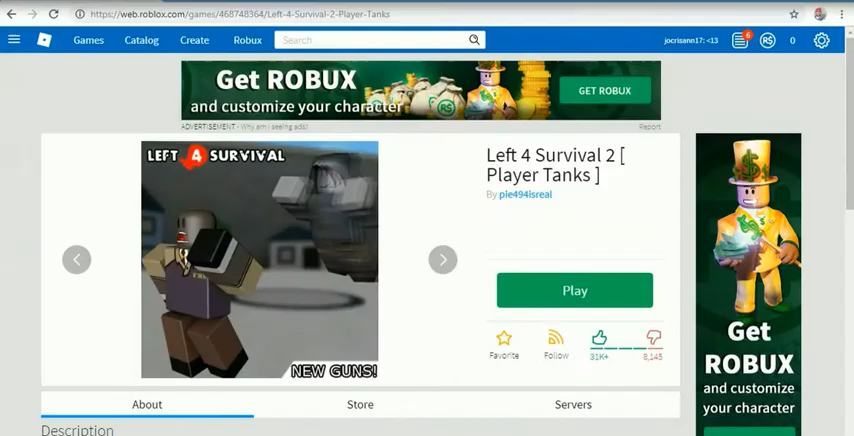 https://web.roblox.com/games/468748364/Left-4-Survival-2-Player-Tanks
Games Catalog Create Robux Search jocrisann17: <13 6 0
Get ROBUX
and customize your character
GET ROBUX
ADVERTISEMENT - Why am I seeing ads? Report
LEFT 4 SURVIVAL
NEW GUNS!
Left 4 Survival 2 [
Player Tanks ]
By pie494isreal
Play
Favorite Follow 31K+ 8,145
Get
ROBUX
and customize
your character
About Store Servers
Description